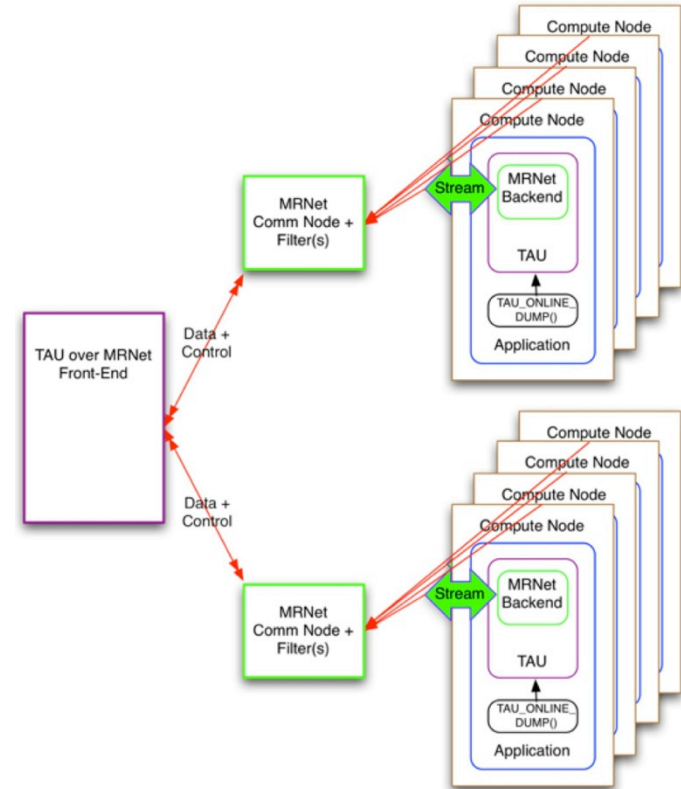 Compute Node
Compute Node
Compute Node
Compute Node
MRNet
Comm Node +
Filter(s)
Stream
MRNet
Backend
TAU
TAU_ONLINE_
DUMP()
Application
Data +
Control
TAU over MRNet
Front-End
Data +
Control
Compute Node
Compute Node
Compute Node
Compute Node
MRNet
Comm Node +
Filter(s)
Stream
MRNet
Backend
TAU
TAU_ONLINE_
DUMP()
Application